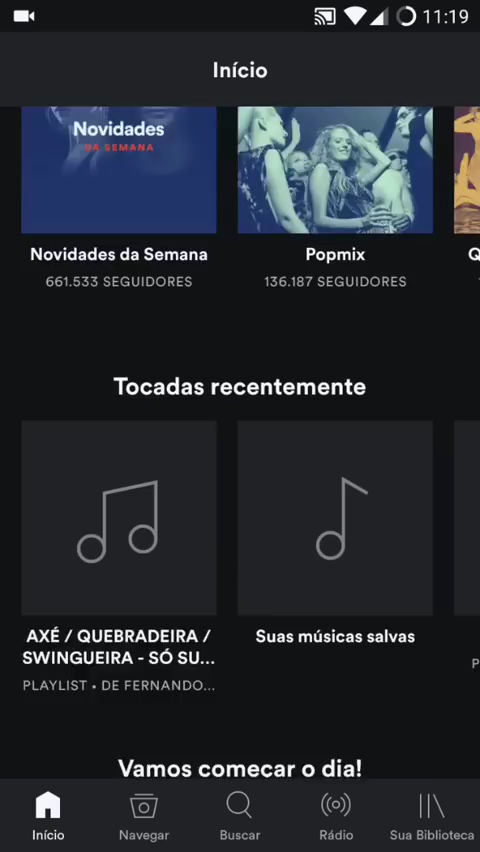 11:19
Início
Novidades
DA SEMANA
Novidades da Semana
Popmix
Q
661.533 SEGUIDORES
136.187 SEGUIDORES
Tocadas recentemente
AXÉ / QUEBRADEIRA /
SWINGUEIRA - SÓ SU...
Suas músicas salvas
PLAYLIST • DE FERNANDO...
P
Vamos começar o dia!
Início
Navegar
Buscar
Rádio
Sua Biblioteca